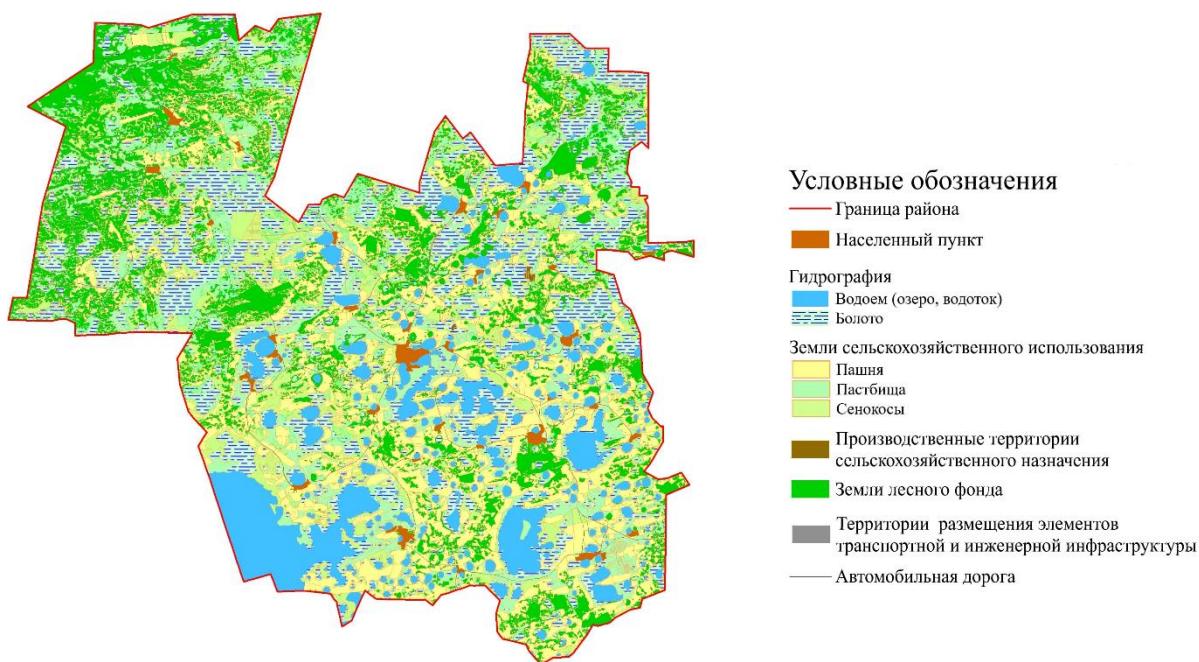 Условные обозначения
Граница района
Населенный пункт
Гидрография
Водоем (озеро, водоток)
Болото
Земли сельскохозяйственного использования
Пашня
Пастбища
Сенокосы
Производственные территории
сельскохозяйственного назначения
Земли лесного фонда
Территории размещения элементов
транспортной и инженерной инфраструктуры
Автомобильная дорога